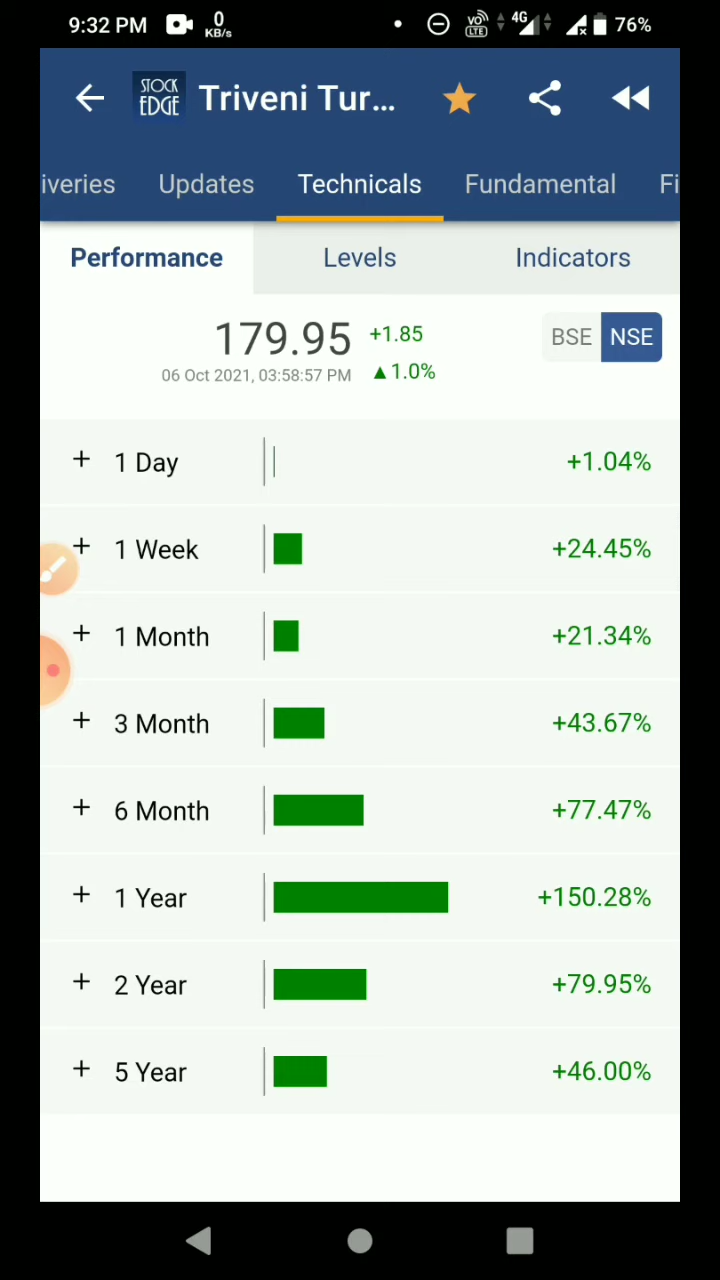 9:32 PM 0 KB/s VO LTE 4G 76%
STOCK EDGE Triveni Tur...
iveries Updates Technicals Fundamental Fi
Performance Levels Indicators
179.95 +1.85 BSE NSE
06 Oct 2021, 03:58:57 PM ▲1.0%
+ 1 Day +1.04%
+ 1 Week +24.45%
+ 1 Month +21.34%
+ 3 Month +43.67%
+ 6 Month +77.47%
+ 1 Year +150.28%
+ 2 Year +79.95%
+ 5 Year +46.00%